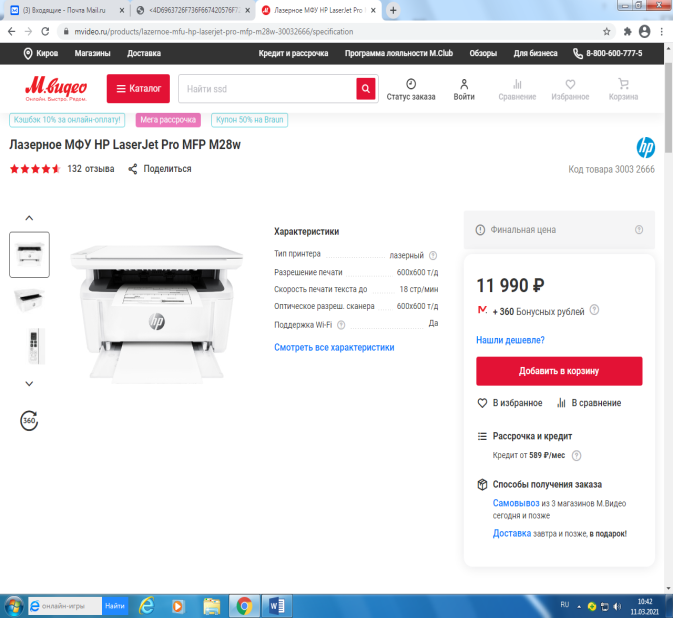 (3) Входящие - Почта Mail.ru
<4D6963726F736F667420576F7
Лазерное МФУ HP LaserJet Pro
mvideo.ru/products/lazernoe-mfu-hp-laserjet-pro-mfp-m28w-30032666/specification
Киров Магазины Доставка Кредит и рассрочка Программа лояльности M.Club Обзоры Для бизнеса 8-800-600-777-5
М.видео
Онлайн. Быстро. Рядом.
Каталог
Найти ssd
Статус заказа Войти Сравнение Избранное Корзина
Кэшбэк 10% за онлайн-оплату! Мега рассрочка Купон 50% на Braun
Лазерное МФУ HP LaserJet Pro MFP M28w
hp
132 отзыва Поделиться
Код товара 3003 2666
Характеристики
Тип принтера лазерный ?
Разрешение печати 600x600 т/д
Скорость печати текста до 18 стр/мин
Оптическое разреш. сканера 600x600 т/д
Поддержка Wi-Fi ? Да
Смотреть все характеристики
hp
360
Финальная цена ?
11 990 ₽
+ 360 Бонусных рублей ?
Нашли дешевле?
Добавить в корзину
В избранное В сравнение
Рассрочка и кредит
Кредит от 589 ₽/мес ?
Способы получения заказа
Самовывоз из 3 магазинов М.Видео
сегодня и позже
Доставка завтра и позже, в подарок!
онлайн-игры Найти
RU
10:42
11.03.2021